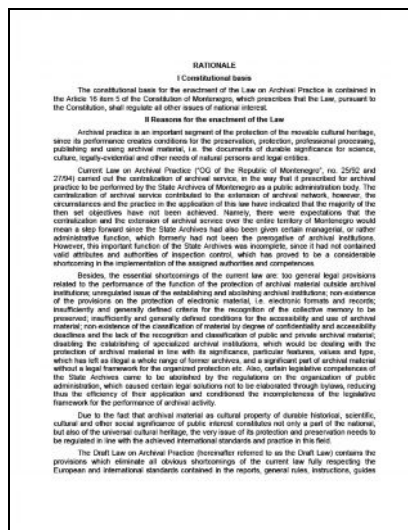 RATIONALE
I Constitutional basis
The constitutional basis for the enactment of the Law on Archival Practice is contained in
the Article 16 item 5 of the Constitution of Montenegro, which prescribes that the Law, pursuant to
the Constitution, shall regulate all other issues of national interest.
II Reasons for the enactment of the Law
Archival practice is an important segment of the protection of the movable cultural heritage,
since its performance creates conditions for the preservation, protection, professional processing,
publishing and using archival material, i.e. the documents of durable significance for science,
culture, legally-evidential and other needs of natural persons and legal entities.
Current Law on Archival Practice ("OG of the Republic of Montenegro", no. 25/92 and
27/94) carried out the centralization of archival service, in the way that it prescribed for archival
practice to be performed by the State Archives of Montenegro as a public administration body. The
centralization of archival service contributed to the extension of archival network, however, the
circumstances and the practice in the application of this law have indicated that the majority of the
then set objectives have not been achieved. Namely, there were expectations that the
centralization and the extension of archival service over the entire territory of Montenegro would
mean a step forward since the State Archives had also been given certain managerial, or rather
administrative function, which formerly had not been the prerogative of archival institutions.
However, this important function of the State Archives was incomplete, since it had not contained
valid attributes and authorities of inspection control, which has proved to be a considerable
shortcoming in the implementation of the assigned authorities and competences.
Besides, the essential shortcomings of the current law are: too general legal provisions
related to the performance of the function of the protection of archival material outside archival
institutions; unregulated issue of the establishing and abolishing archival institutions; non-existence
of the provisions on the protection of electronic material, i.e. electronic formats and records;
insufficiently and generally defined criteria for the recognition of the collective memory to be
preserved; insufficiently and generally defined conditions for the accessibility and use of archival
material; non-existence of the classification of material by degree of confidentiality and accessibility
deadlines and the lack of the recognition and classification of public and private archival material;
disabling the establishing of specialized archival institutions, which would be dealing with the
protection of archival material in line with its significance, particular features, values and type,
which has left as illegal a whole range of former archives, and a significant part of archival material
without a legal framework for the organized protection etc. Also, certain legislative competences of
the State Archives came to be abolished by the regulations on the organization of public
administration, which caused certain legal solutions not to be elaborated through bylaws, reducing
thus the efficiency of their application and conditioned the incompleteness of the legislative
framework for the performance of archival activity.
Due to the fact that archival material as cultural property of durable historical, scientific,
cultural and other social significance of public interest constitutes not only a part of the national,
but also of the universal cultural heritage, the very issue of its protection and preservation needs to
be regulated in line with the achieved international standards and practice in this field.
The Draft Law on Archival Practice (hereinafter referred to as the Draft Law) contains the
provisions which eliminate all obvious shortcomings of the current law fully respecting the
European and international standards contained in the reports, general rules, instructions, guides